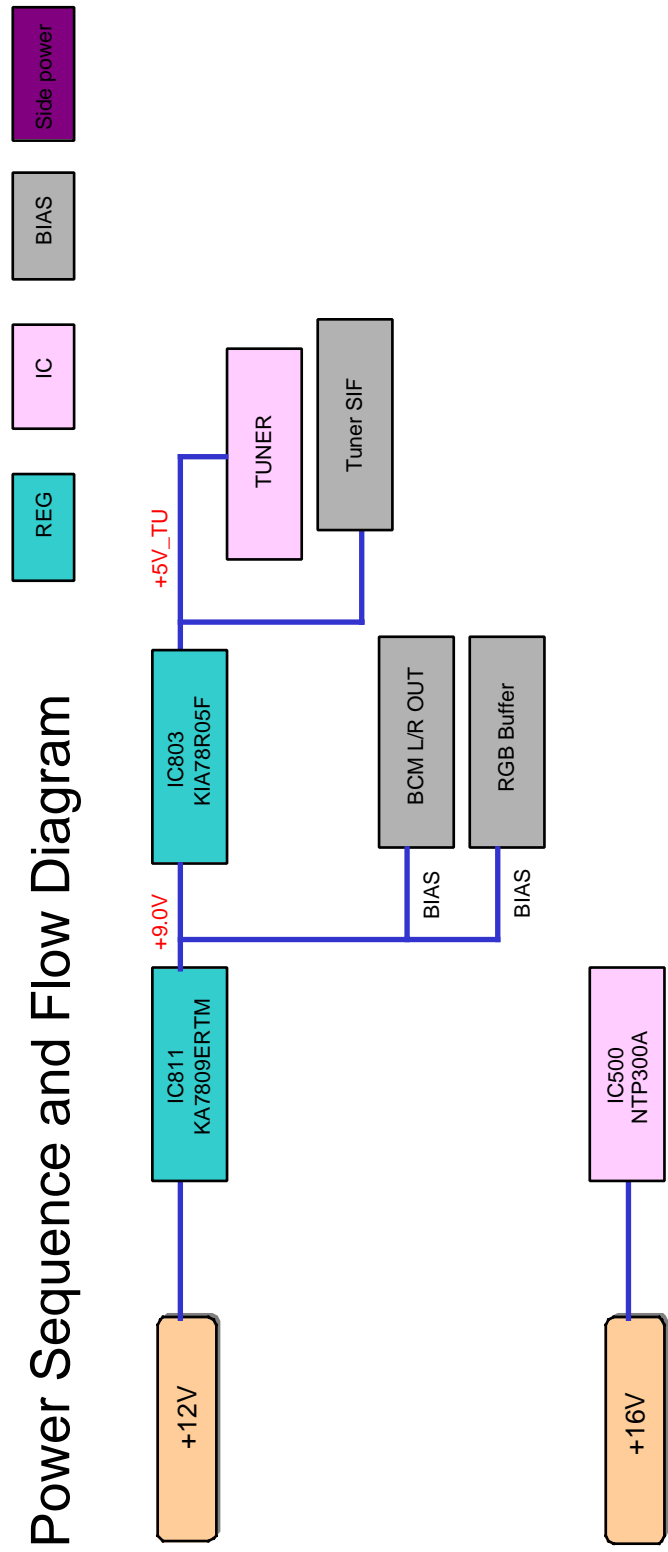 Power Sequence and Flow Diagram
REG
IC
BIAS
Side power
+12V
IC811
KA7809ERTM
+9.0V
IC803
KIA78R05F
+5V_TU
TUNER
Tuner SIF
BIAS
BCM L/R OUT
BIAS
RGB Buffer
+16V
IC500
NTP300A